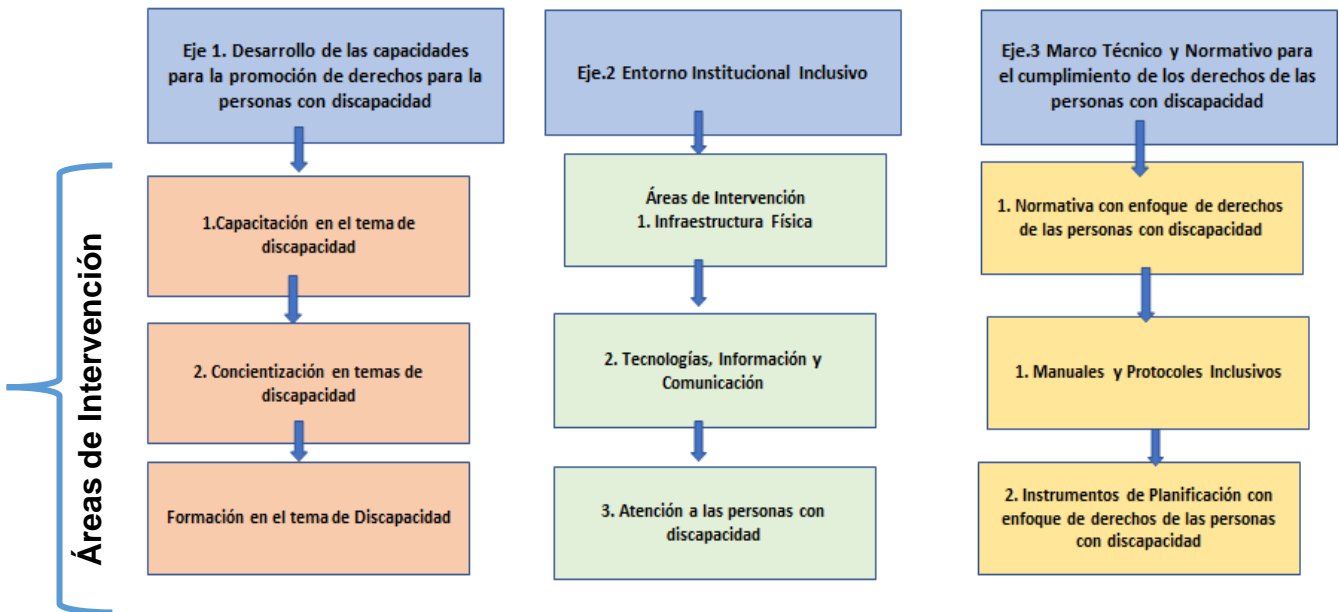 Eje 1. Desarrollo de las capacidades
para la promoción de derechos para la
personas con discapacidad
Áreas de Intervención
1.Capacitación en el tema de
discapacidad
2. Concientización en temas de
discapacidad
Formación en el tema de Discapacidad
Eje.2 Entorno Institucional Inclusivo
Áreas de Intervención
1. Infraestructura Física
2. Tecnologías, Información y
Comunicación
3. Atención a las personas con
discapacidad
Eje.3 Marco Técnico y Normativo para
el cumplimiento de los derechos de las
personas con discapacidad
1. Normativa con enfoque de derechos
de las personas con discapacidad
1. Manuales y Protocoles Inclusivos
2. Instrumentos de Planificación con
enfoque de derechos de las personas
con discapacidad